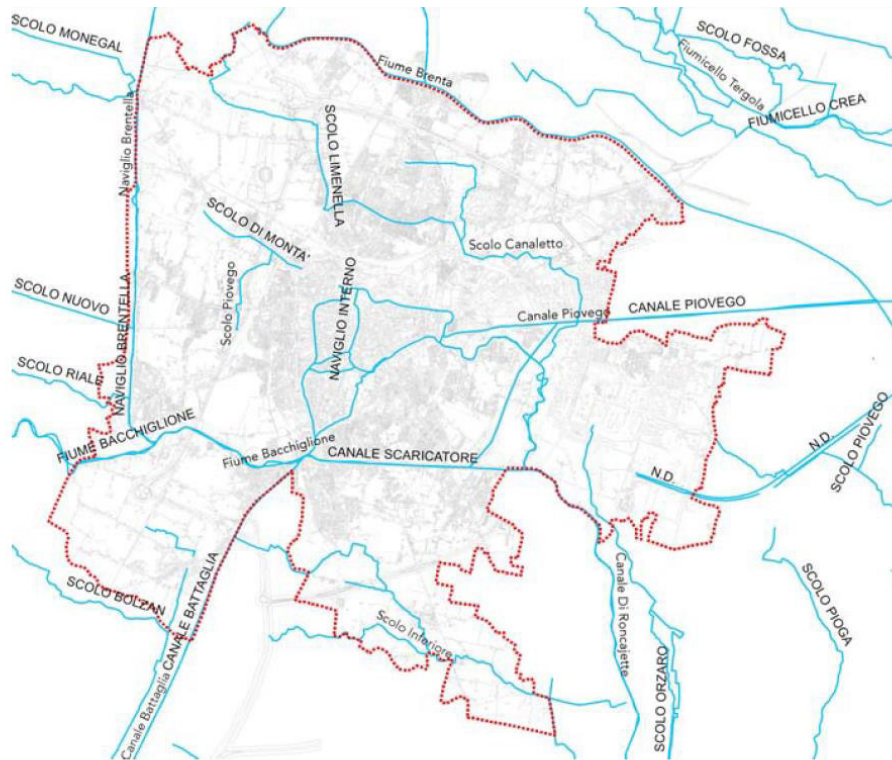 SCOLO MONEGAL
SCOLO FOSSA
Fiume Brenta
Fiumicello Tergola
FIUMICELLO CREA
Naviglio Brentella
SCOLO LIMENELLA
SCOLO DI MONTA'
Scolo Canaletto
SCOLO NUOVO
NAVIGLIO BRENTELLA
Scolo Piovego
NAVIGLIO INTERNO
Canale Piovego
CANALE PIOVEGO
SCOLO RIALE
FIUME BACCHIGLIONE
Fiume Bacchiglione
CANALE SCARICATORE
N.D.
N.D.
SCOLO PIOVEGO
SCOLO BOLZAN
CANALE BATTAGLIA
Canale Battaglia
Scolo Inferiore
Canale Di Roncajette
SCOLO ORZARO
SCOLO PIOGA